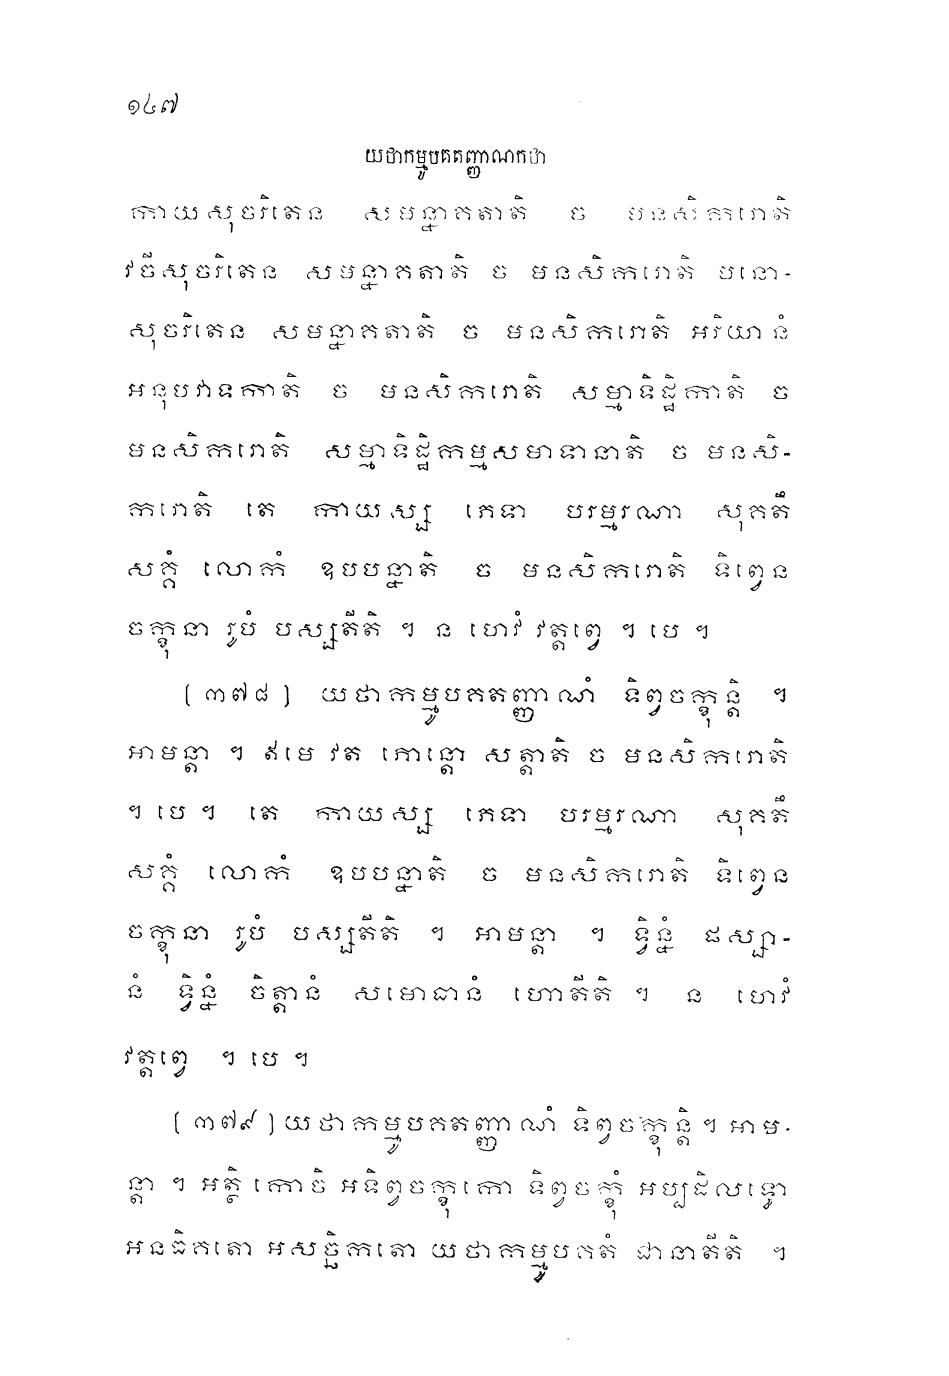 ១៤៧
យថាកម្មូបគតញ្ញាណកថា
កាយសុចរិតេន សមន្នាគតាតិ ច មនសិករោតិ
វចីសុចរិតេន សមន្នាគតាតិ ច មនសិករោតិ មនោ-
សុចរិតេន សមន្នាគតាតិ ច មនសិករោតិ អរិយានំ
អនុបវាទកាតិ ច មនសិករោតិ សម្មាទិដ្ឋិកាតិ ច
មនសិករោតិ សម្មាទិដ្ឋិកម្មសមាទានាតិ ច មនសិ-
ករោតិ តេ កាយស្ស ភេទា បរម្មរណា សុគតឹ
សគ្គំ លោកំ ឧបបន្នាតិ ច មនសិករោតិ ទិព្វេន
ចក្ខុនា រូបំ បស្សតីតិ ។ ន ហេវំ វត្តព្វេ ។ បេ ។
(៣៧៨) យថាកម្មូបគតញ្ញាណំ ទិព្វចក្ខុន្តិ ។
អាមន្តា ។ ឥមេ វត ភោន្តោ សត្តាតិ ច មនសិករោតិ
។ បេ ។ តេ កាយស្ស ភេទា បរម្មរណា សុគតឹ
សគ្គំ លោកំ ឧបបន្នាតិ ច មនសិករោតិ ទិព្វេន
ចក្ខុនា រូបំ បស្សតីតិ ។ អាមន្តា ។ ទ្វិន្នំ ផស្សា-
នំ ទ្វិន្នំ ចិត្តានំ សមោធានំ ហោតីតិ ។ ន ហេវំ
វត្តព្វេ ។ បេ ។
(៣៧៩) យថាកម្មូបគតញ្ញាណំ ទិព្វចក្ខុន្តិ ។ អាម-
ន្តា ។ អត្ថិ កោចិ អទិព្វចក្ខុកោ ទិព្វចក្ខុំ អប្បដិលទ្ធោ
អនធិគតោ អសច្ឆិកតោ យថាកម្មូបគតំ ជានាតីតិ ។